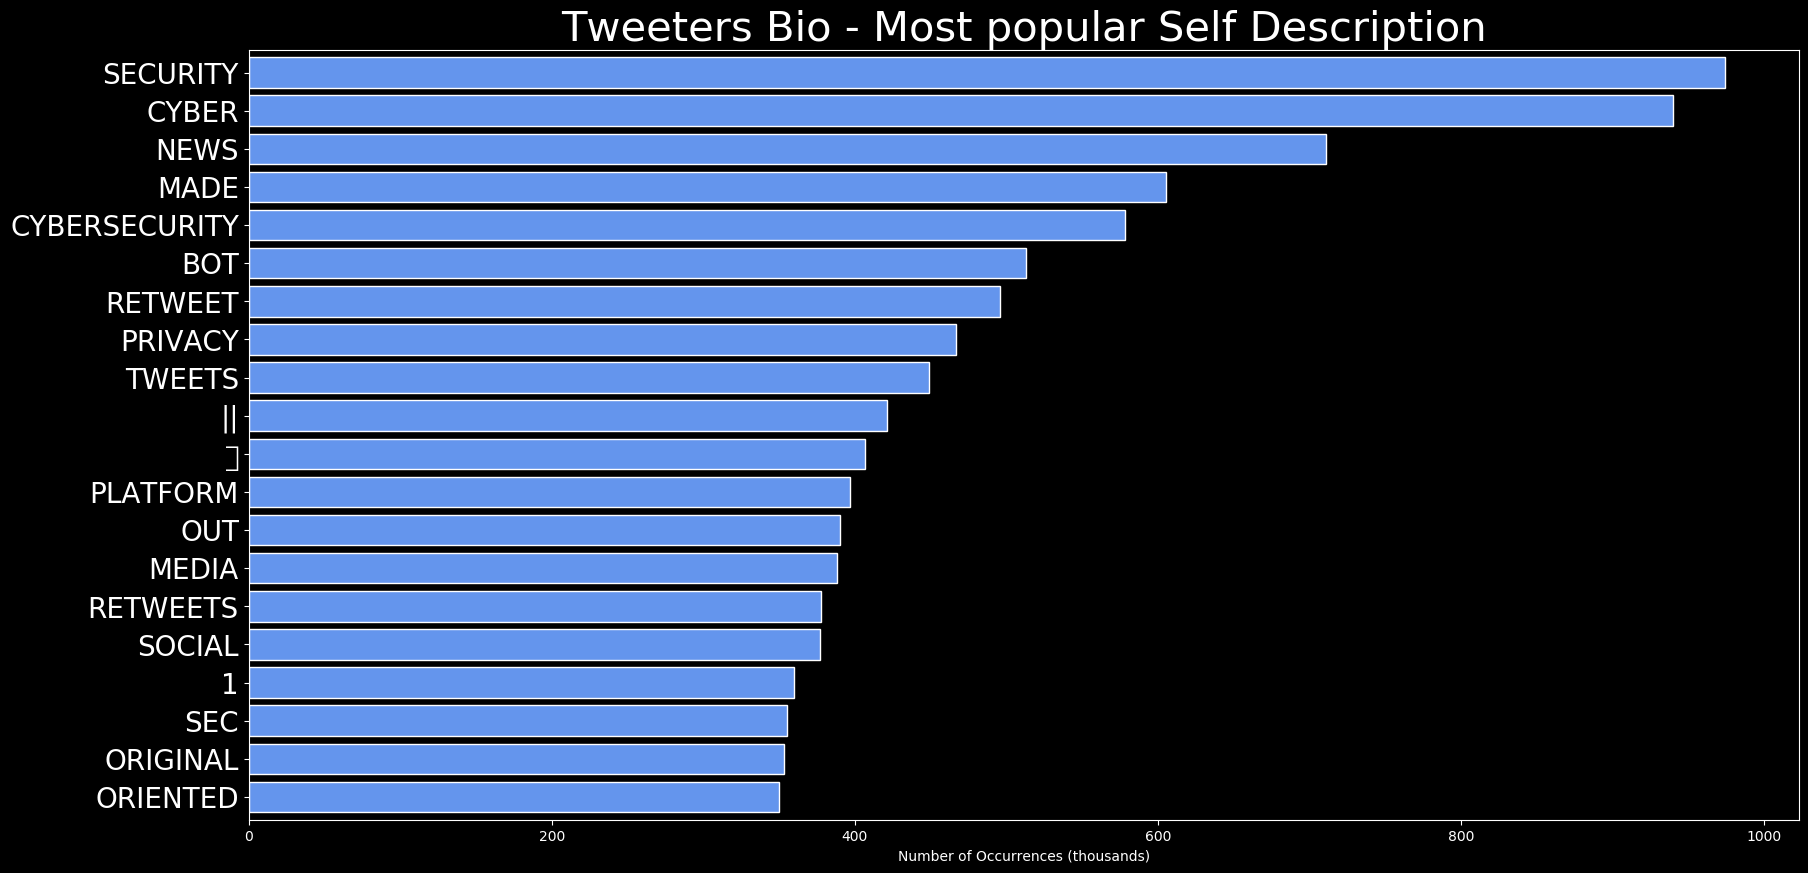 Tweeters Bio - Most popular Self Description
SECURITY
CYBER
NEWS
MADE
CYBERSECURITY
BOT
RETWEET
PRIVACY
TWEETS
||
PLATFORM
OUT
MEDIA
RETWEETS
SOCIAL
1
SEC
ORIGINAL
ORIENTED
0 200 400 600 800 1000
Number of Occurrences (thousands)